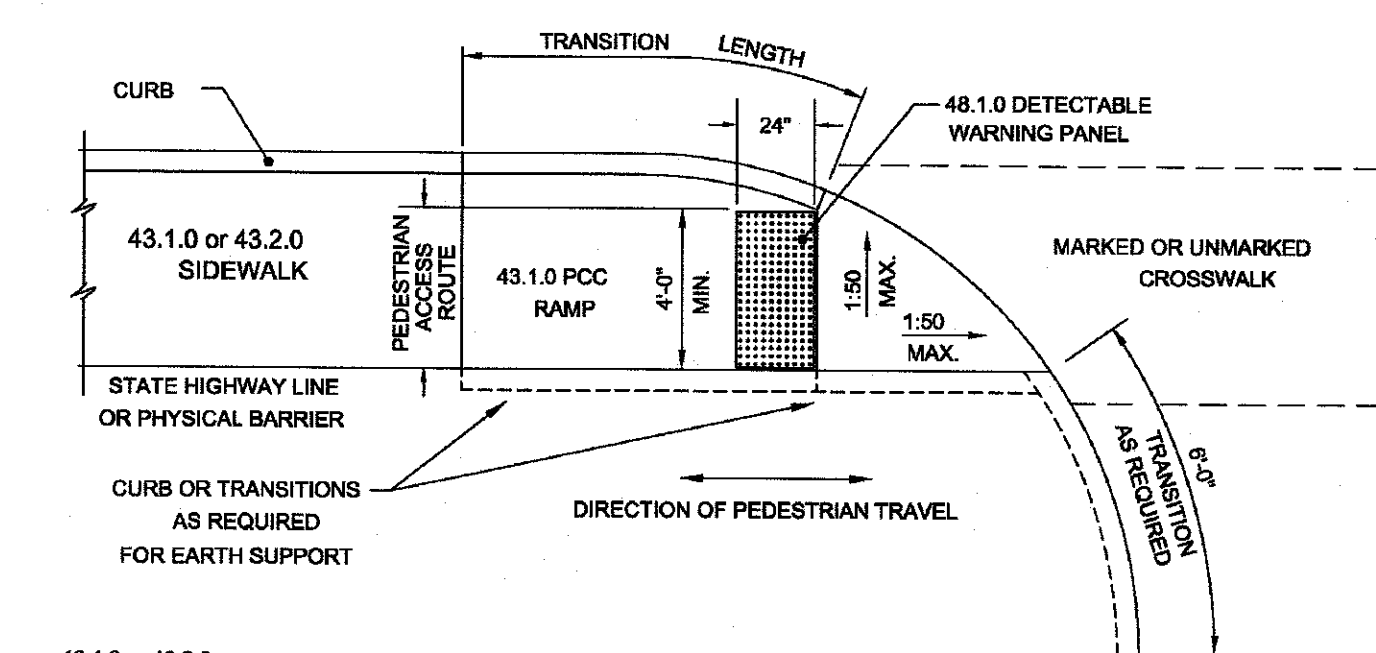 TRANSITION LENGTH
CURB
24"
48.1.0 DETECTABLE
WARNING PANEL
43.1.0 or 43.2.0
SIDEWALK
PEDESTRIAN
ACCESS
ROUTE
43.1.0 PCC
RAMP
4'-0"
MIN.
1:50
MAX.
1:50
MAX.
MARKED OR UNMARKED
CROSSWALK
STATE HIGHWAY LINE
OR PHYSICAL BARRIER
CURB OR TRANSITIONS
AS REQUIRED
FOR EARTH SUPPORT
DIRECTION OF PEDESTRIAN TRAVEL
6'-0"
TRANSITION
AS REQUIRED